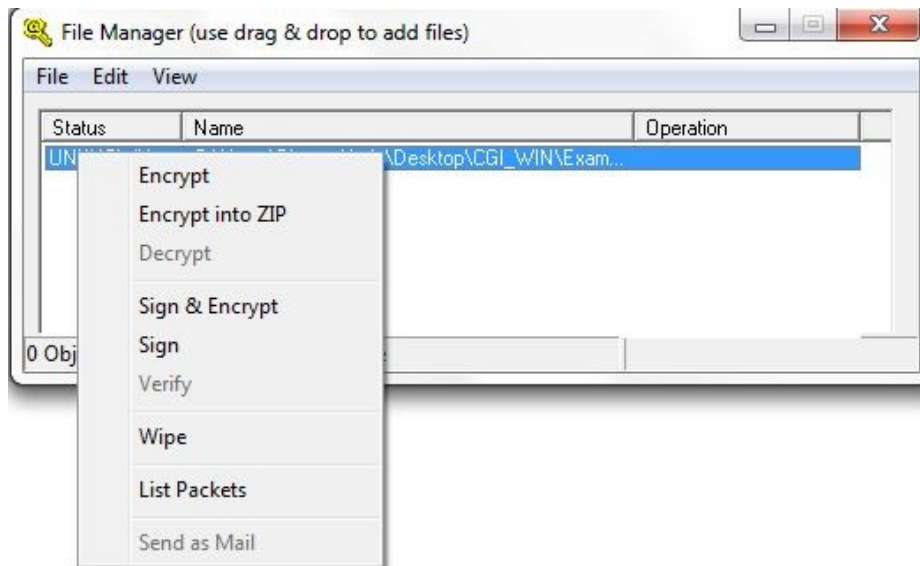 File Manager (use drag & drop to add files)
File Edit View
Status Name Operation
\Desktop\CGI_WIN\Exam...
Encrypt
Encrypt into ZIP
Decrypt
Sign & Encrypt
Sign
0 Obj
Verify
Wipe
List Packets
Send as Mail